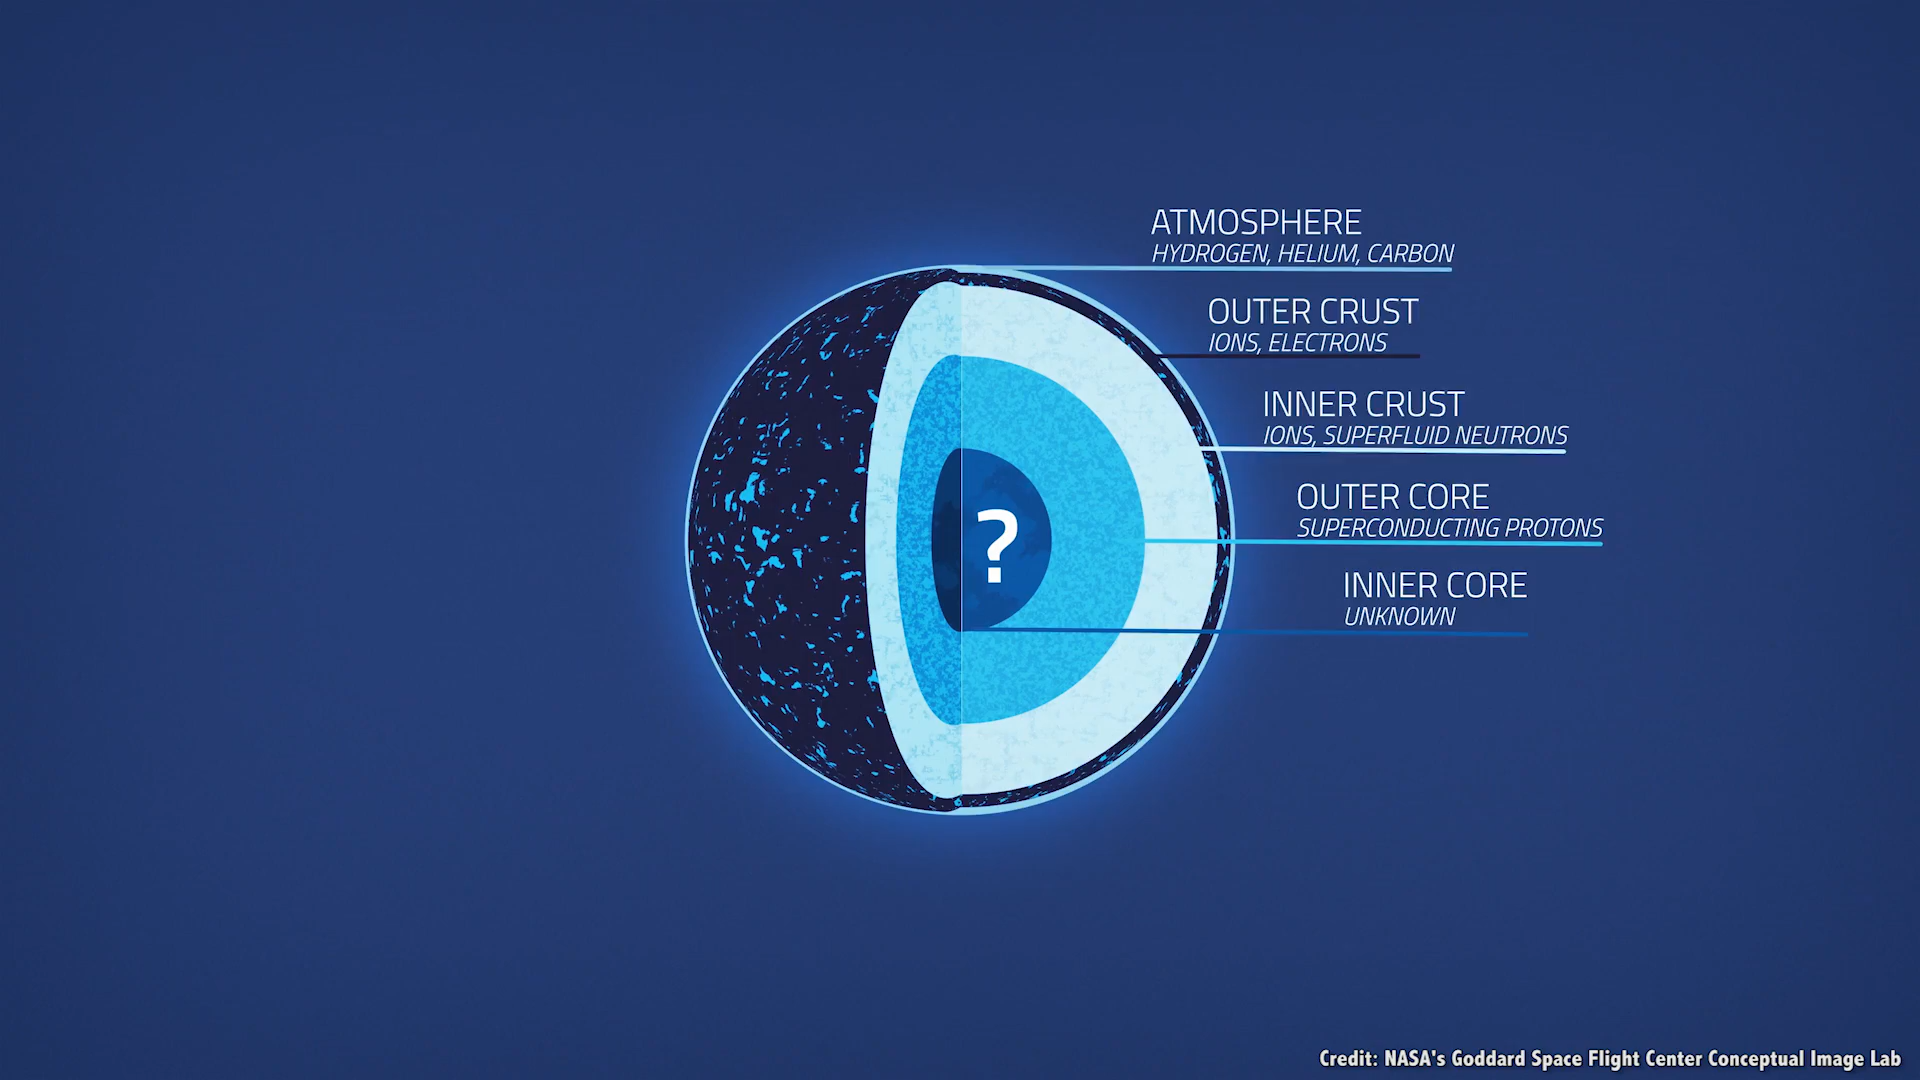 ATMOSPHERE
HYDROGEN, HELIUM, CARBON
OUTER CRUST
IONS, ELECTRONS
INNER CRUST
IONS, SUPERFLUID NEUTRONS
OUTER CORE
SUPERCONDUCTING PROTONS
?
INNER CORE
UNKNOWN
Credit: NASA's Goddard Space Flight Center Conceptual Image Lab